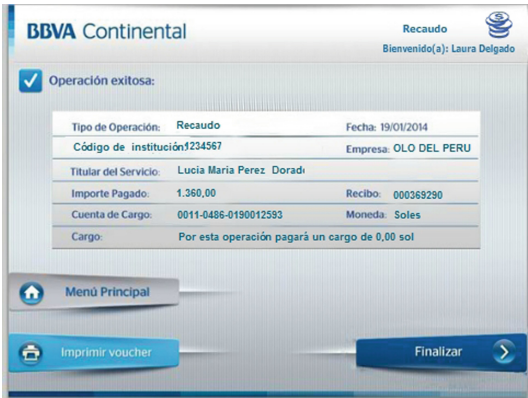 BBVA Continental
Recaudo
Bienvenido(a): Laura Delgado
Operación exitosa:
Tipo de Operación: Recaudo Fecha: 19/01/2014
Código de institución: 1234567 Empresa: OLO DEL PERU
Titular del Servicio: Lucia Maria Perez Dorado
Importe Pagado: 1.360,00 Recibo: 000369290
Cuenta de Cargo: 0011-0486-0190012593 Moneda: Soles
Cargo: Por esta operación pagará un cargo de 0,00 sol
Menú Principal
Imprimir voucher
Finalizar